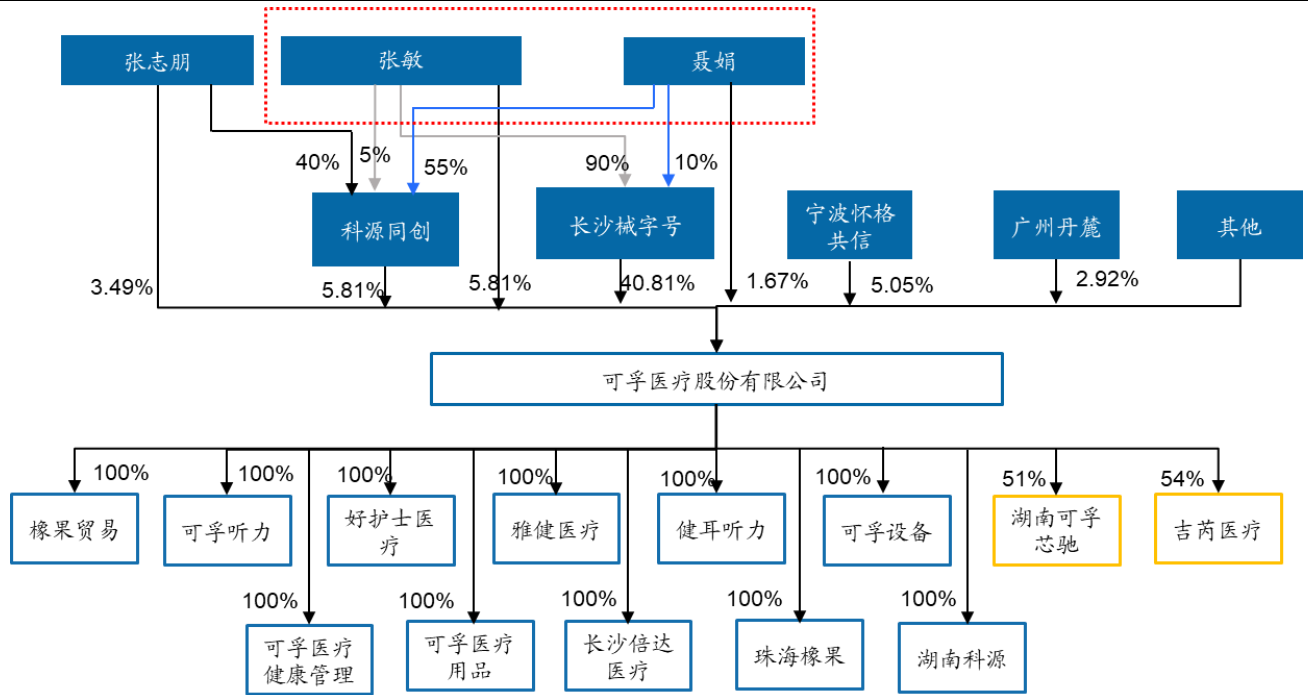 张志朋
张敏
聂娟
40%
5%
55%
90%
10%
科源同创
长沙械字号
宁波怀格
共信
广州丹麓
其他
3.49%
5.81%
5.81%
40.81%
1.67%
5.05%
2.92%
可孚医疗股份有限公司
100%
100%
100%
100%
100%
100%
51%
54%
橡果贸易
可孚听力
好护士医
疗
雅健医疗
健耳听力
可孚设备
湖南可孚
芯驰
吉芮医疗
100%
100%
100%
100%
100%
可孚医疗
健康管理
可孚医疗
用品
长沙倍达
医疗
珠海橡果
湖南科源